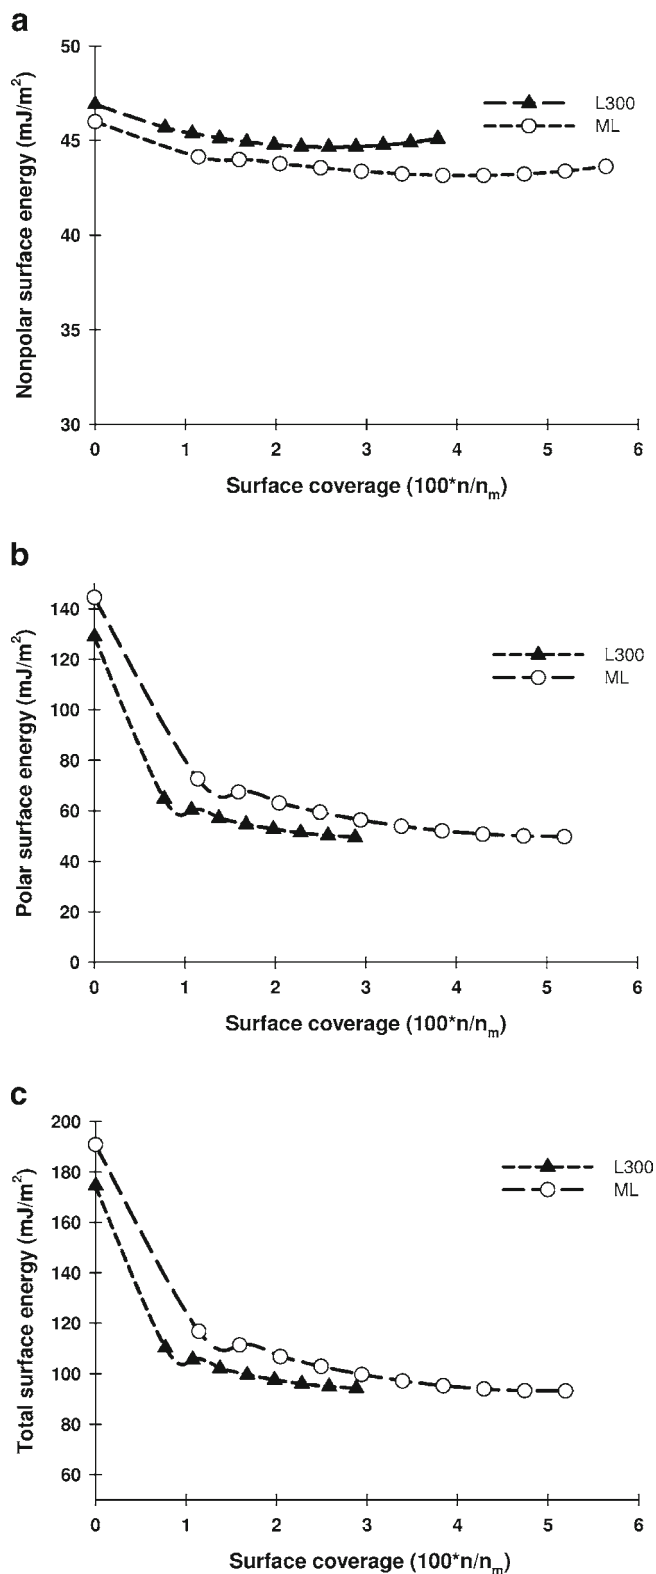 a
50
45
40
35
30
Nonpolar surface energy (mJ/m²)
L300
ML
0 1 2 3 4 5 6
Surface coverage (100*n/nₘ)
b
140
120
100
80
60
40
20
0
Polar surface energy (mJ/m²)
L300
ML
0 1 2 3 4 5 6
Surface coverage (100*n/nₘ)
c
200
180
160
140
120
100
80
60
Total surface energy (mJ/m²)
L300
ML
0 1 2 3 4 5 6
Surface coverage (100*n/nₘ)